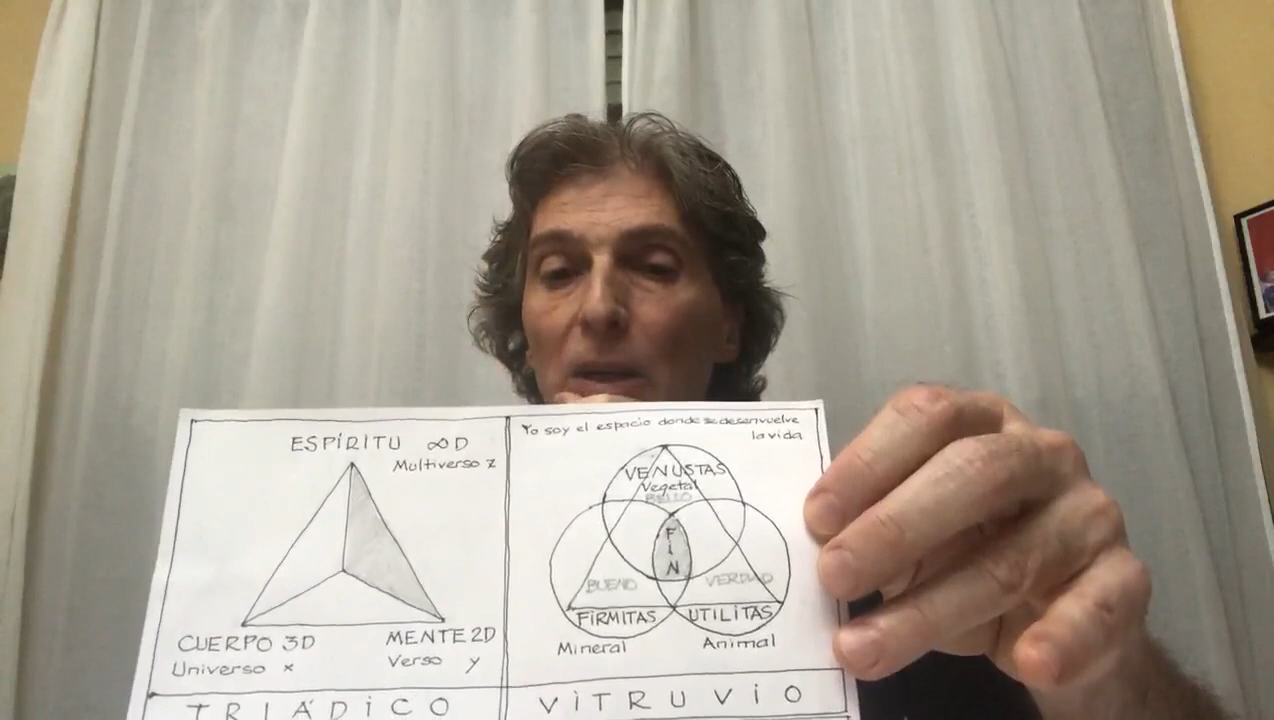 ESPÍRITU ∞D
Multiverso z
CUERPO 3D
Universo x
MENTE 2D
Verso y
TRIÁDICO
Yo soy el espacio donde se desenvuelve
la vida
VENUSTAS
Vegetal
BELLO
FIN
BUENO
VERDAD
FIRMITAS
UTILITAS
Mineral
Animal
VITRUVIO